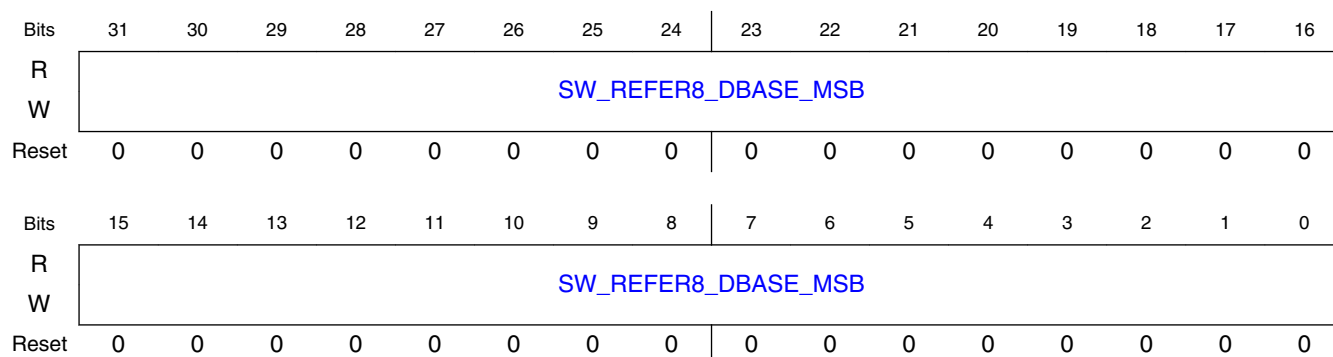 Bits 31 30 29 28 27 26 25 24 23 22 21 20 19 18 17 16
R
SW_REFER8_DBASE_MSB
W
Reset 0 0 0 0 0 0 0 0 0 0 0 0 0 0 0 0
Bits 15 14 13 12 11 10 9 8 7 6 5 4 3 2 1 0
R
SW_REFER8_DBASE_MSB
W
Reset 0 0 0 0 0 0 0 0 0 0 0 0 0 0 0 0